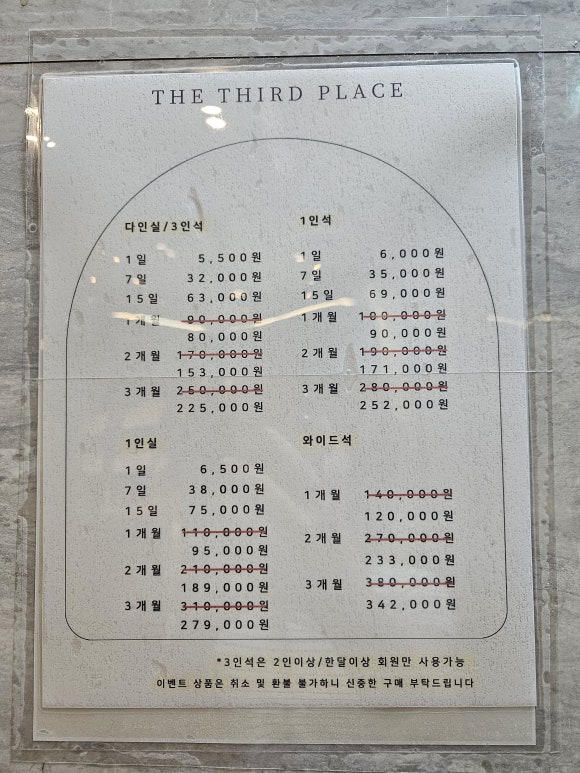 THE THIRD PLACE
다인실/3인석
1일 5,500원
7일 32,000원
15일 63,000원
1개월 90,000원
80,000원
2개월 170,000원
153,000원
3개월 250,000원
225,000원
1인석
1일 6,000원
7일 35,000원
15일 69,000원
1개월 100,000원
90,000원
2개월 190,000원
171,000원
3개월 280,000원
252,000원
1인실
1일 6,500원
7일 38,000원
15일 75,000원
1개월 110,000원
95,000원
2개월 210,000원
189,000원
3개월 310,000원
279,000원
와이드석
1개월 140,000원
120,000원
2개월 270,000원
233,000원
3개월 380,000원
342,000원
*3인석은 2인이상/한달이상 회원만 사용가능
이벤트 상품은 취소 및 환불 불가하니 신중한 구매 부탁드립니다